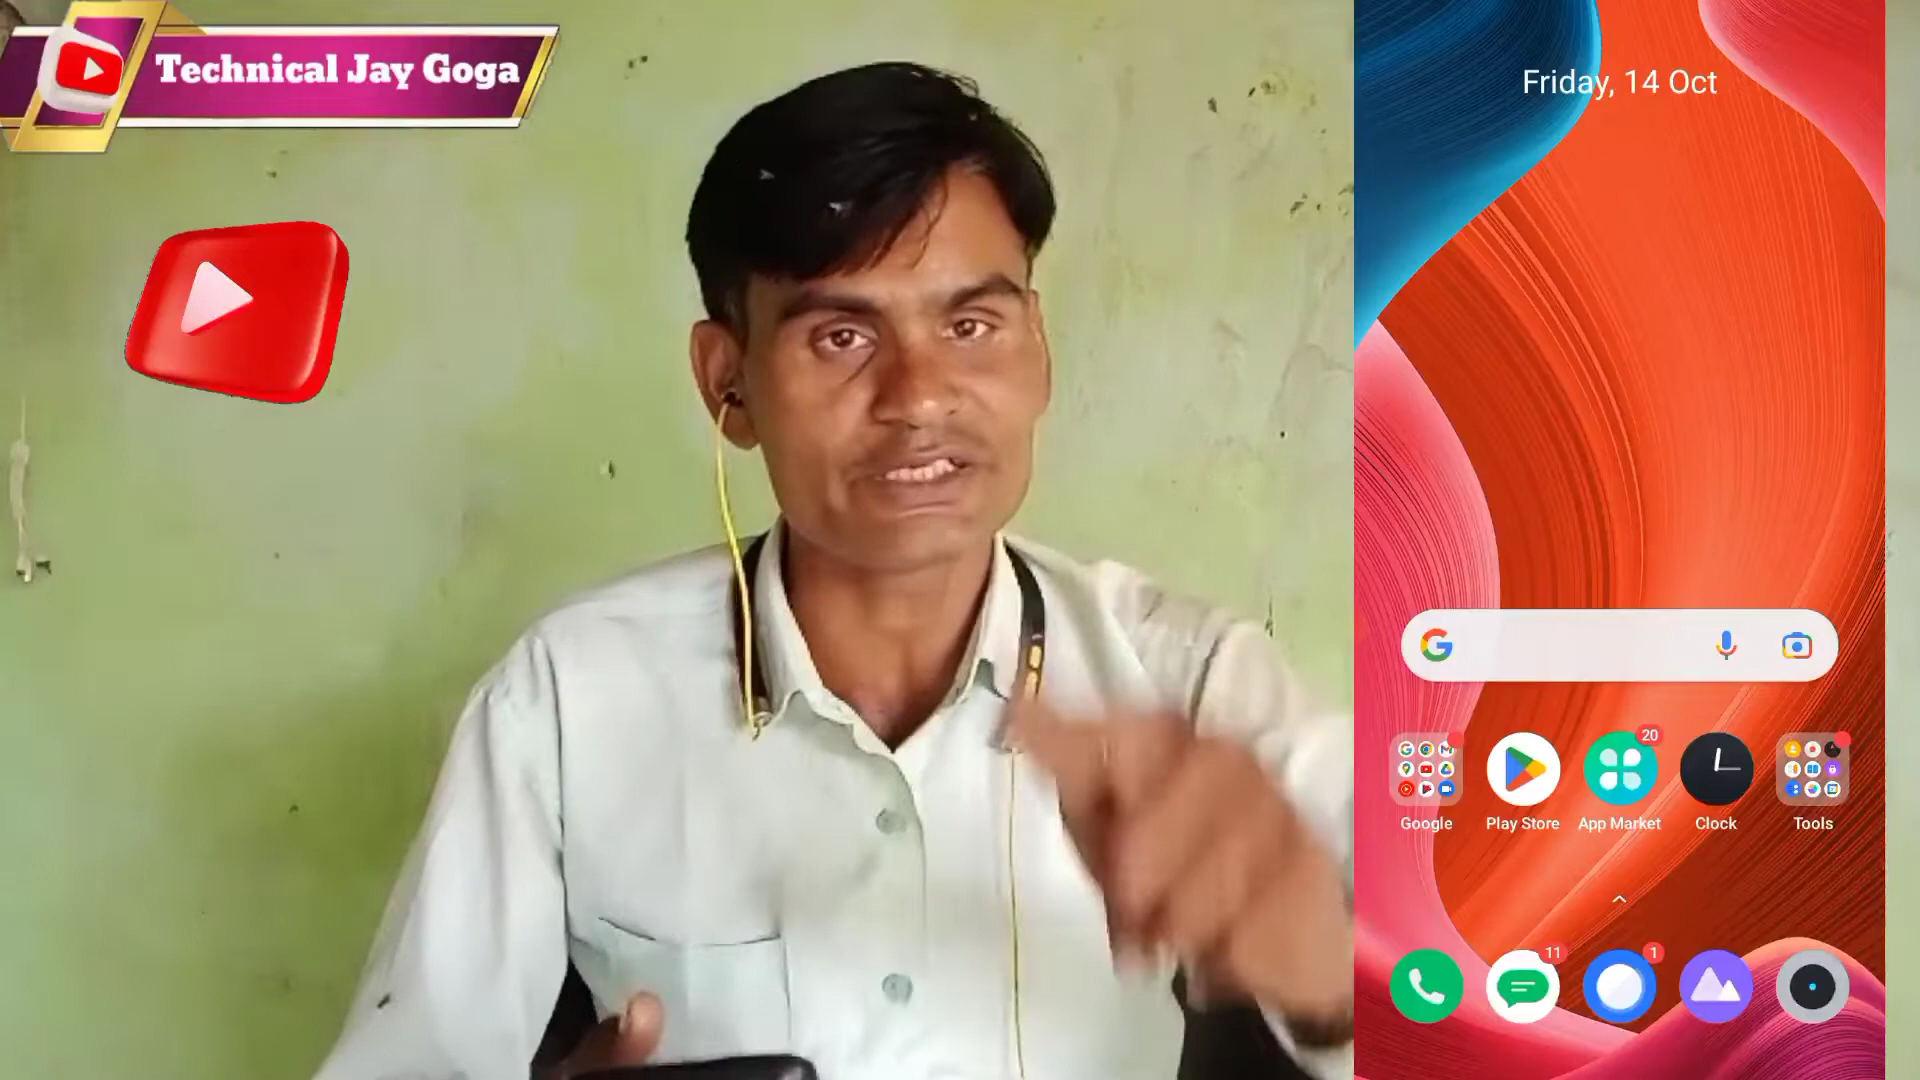 Technical Jay Goga
Friday, 14 Oct
20
Google
Play Store
App Market
Clock
Tools
11
1